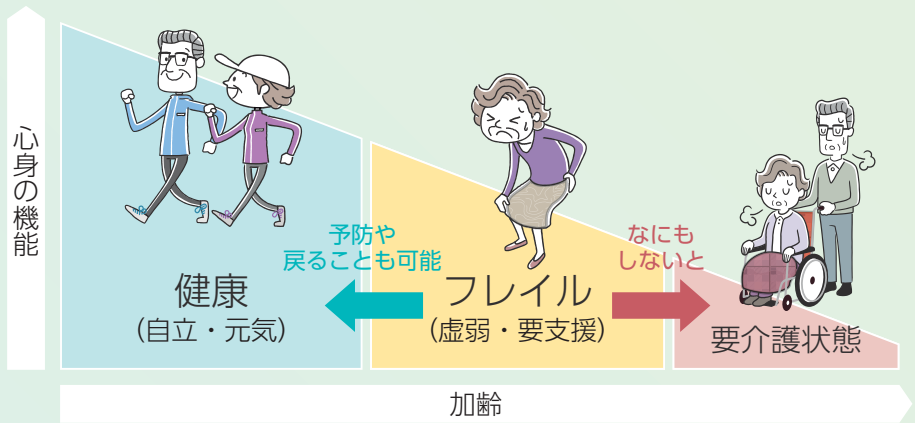 心身の機能
予防や
戻ることも可能
なにも
しないと
健康
(自立・元気)
フレイル
(虚弱・要支援)
要介護状態
加齢